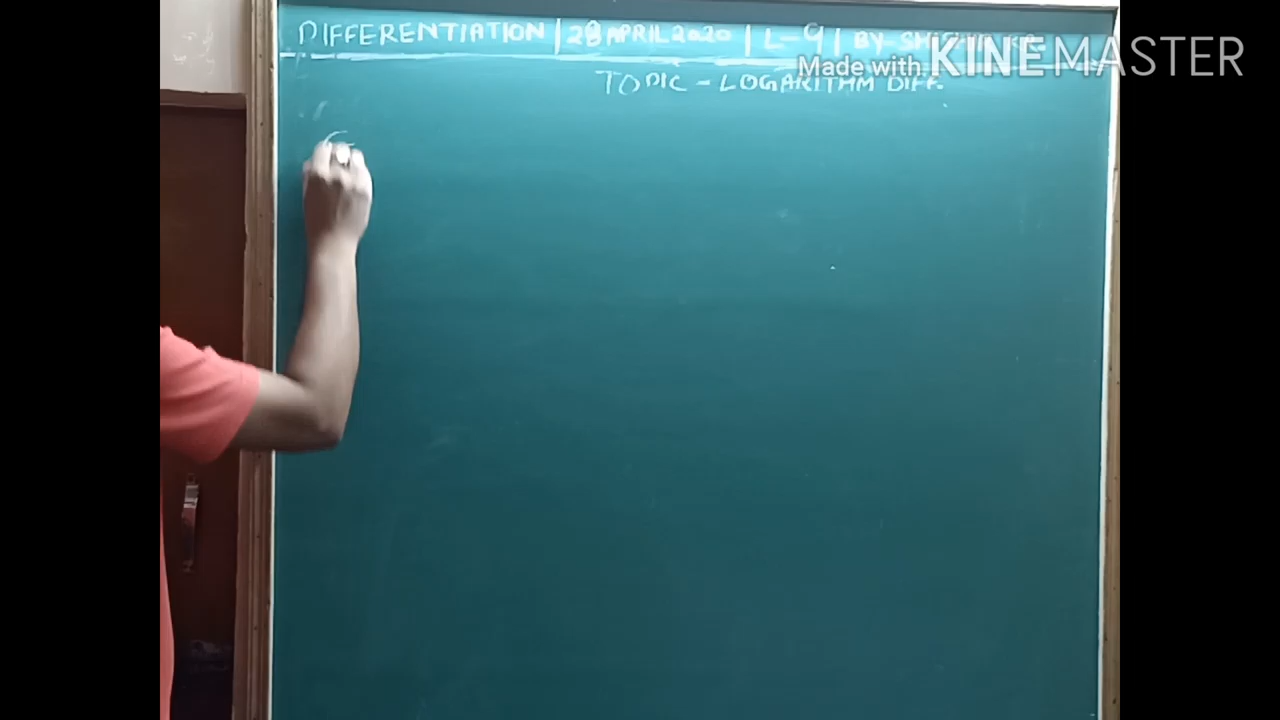 DIFFERENTIATION | 28 APRIL 2020 | L-9 | BY-
Made with KINEMASTER
TOPIC - LOGARITHM DIFF.